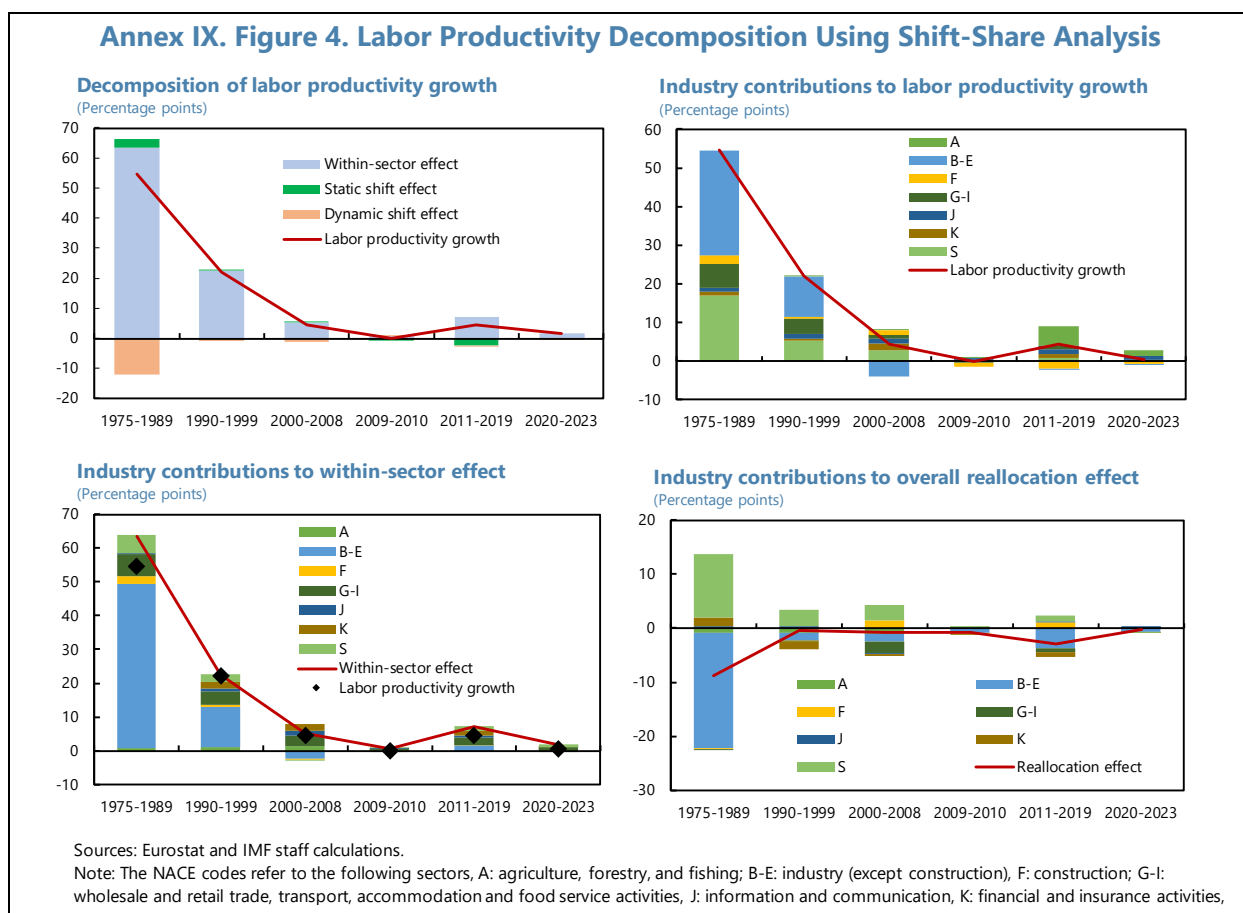 Annex IX. Figure 4. Labor Productivity Decomposition Using Shift-Share Analysis
Decomposition of labor productivity growth
(Percentage points)
70
60
50
40
30
20
10
0
-10
-20
Within-sector effect
Static shift effect
Dynamic shift effect
Labor productivity growth
1975-1989 1990-1999 2000-2008 2009-2010 2011-2019 2020-2023
Industry contributions to labor productivity growth
(Percentage points)
60
50
40
30
20
10
0
-10
A
B-E
F
G-I
J
K
S
Labor productivity growth
1975-1989 1990-1999 2000-2008 2009-2010 2011-2019 2020-2023
Industry contributions to within-sector effect
(Percentage points)
70
60
50
40
30
20
10
0
-10
A
B-E
F
G-I
J
K
S
Within-sector effect
Labor productivity growth
1975-1989 1990-1999 2000-2008 2009-2010 2011-2019 2020-2023
Industry contributions to overall reallocation effect
(Percentage points)
20
10
0
-10
-20
-30
A B-E
F G-I
J K
S Reallocation effect
1975-1989 1990-1999 2000-2008 2009-2010 2011-2019 2020-2023
Sources: Eurostat and IMF staff calculations.
Note: The NACE codes refer to the following sectors, A: agriculture, forestry, and fishing; B-E: industry (except construction), F: construction; G-I:
wholesale and retail trade, transport, accommodation and food service activities, J: information and communication, K: financial and insurance activities,